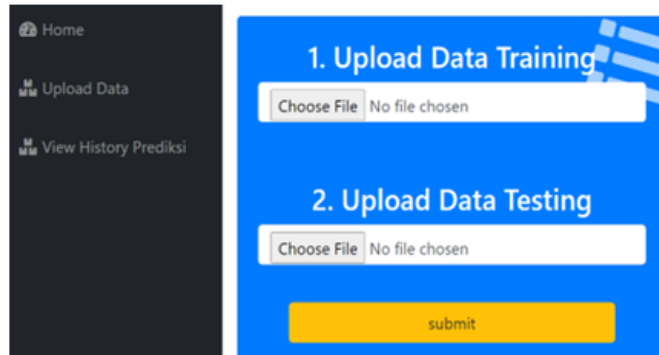 Home
Upload Data
View History Prediksi
1. Upload Data Training
Choose File No file chosen
2. Upload Data Testing
Choose File No file chosen
submit